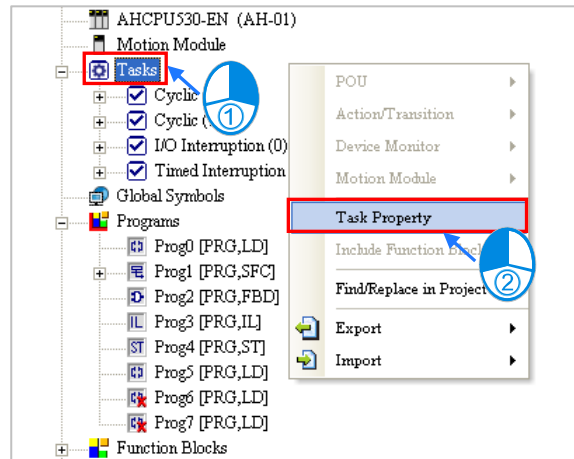 AHCPU530-EN (AH-01)
Motion Module
Tasks
Cyclic
Cyclic (
I/O Interruption (0)
Timed Interruption
Global Symbols
Programs
Prog0 [PRG,LD]
Prog1 [PRG,SFC]
Prog2 [PRG,FBD]
Prog3 [PRG,IL]
Prog4 [PRG,ST]
Prog5 [PRG,LD]
Prog6 [PRG,LD]
Prog7 [PRG,LD]
Function Blocks
①
POU
Action/Transition
Device Monitor
Motion Module
Task Property
Include Function Block
②
Find/Replace in Project
Export
Import